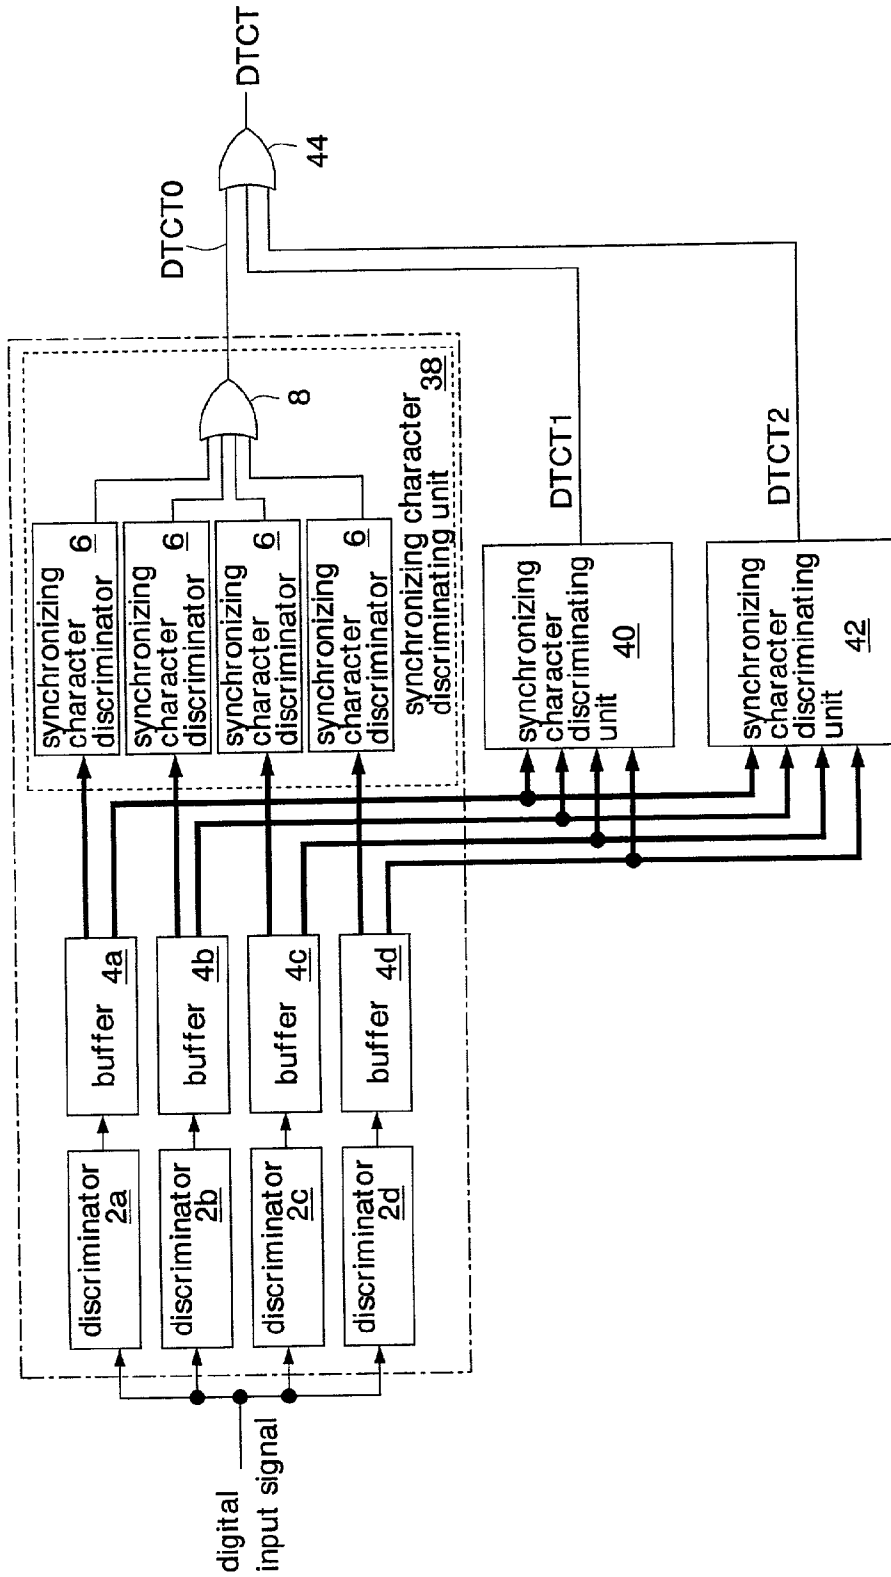 digital
input signal
discriminator
2a
discriminator
2b
discriminator
2c
discriminator
2d
buffer
4a
buffer
4b
buffer
4c
buffer
4d
synchronizing
character
discriminator
6
synchronizing
character
discriminator
6
synchronizing
character
discriminator
6
synchronizing
character
discriminator
6
synchronizing character
discriminating unit
38
8
synchronizing
character
discriminating
unit
40
synchronizing
character
discriminating
unit
42
DTCT0
DTCT1
DTCT2
44
DTCT